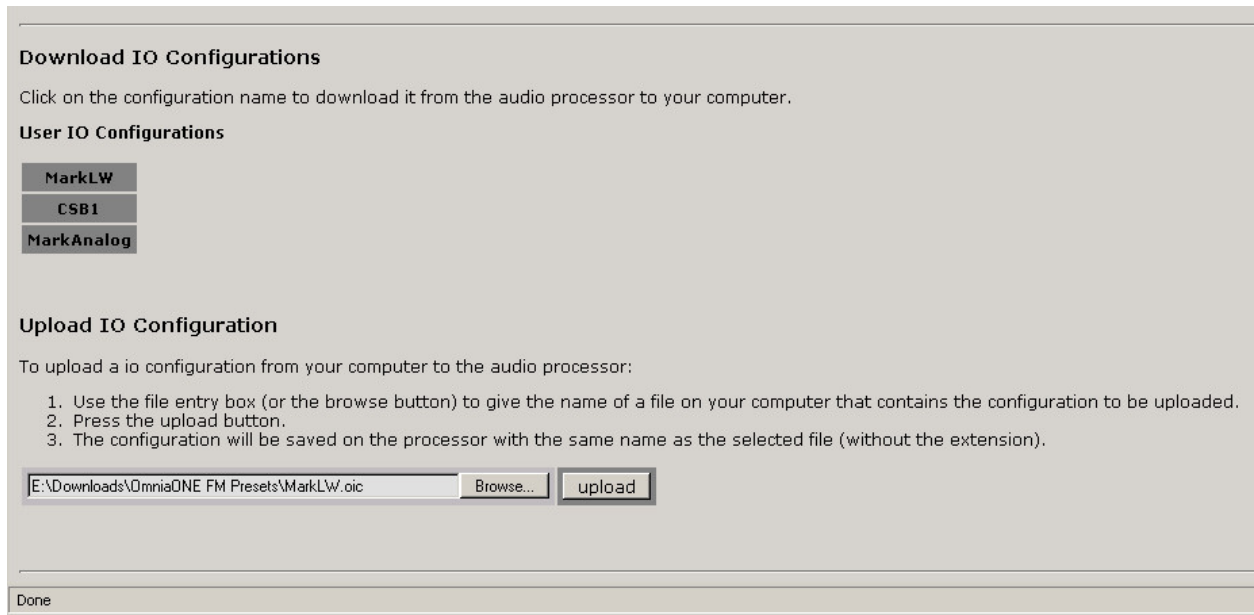 Download IO Configurations
Click on the configuration name to download it from the audio processor to your computer.
User IO Configurations
MarkLW
CSB1
MarkAnalog
Upload IO Configuration
To upload a io configuration from your computer to the audio processor:
1. Use the file entry box (or the browse button) to give the name of a file on your computer that contains the configuration to be uploaded.
2. Press the upload button.
3. The configuration will be saved on the processor with the same name as the selected file (without the extension).
E:\Downloads\OmniaONE FM Presets\MarkLW.oic Browse... upload
Done